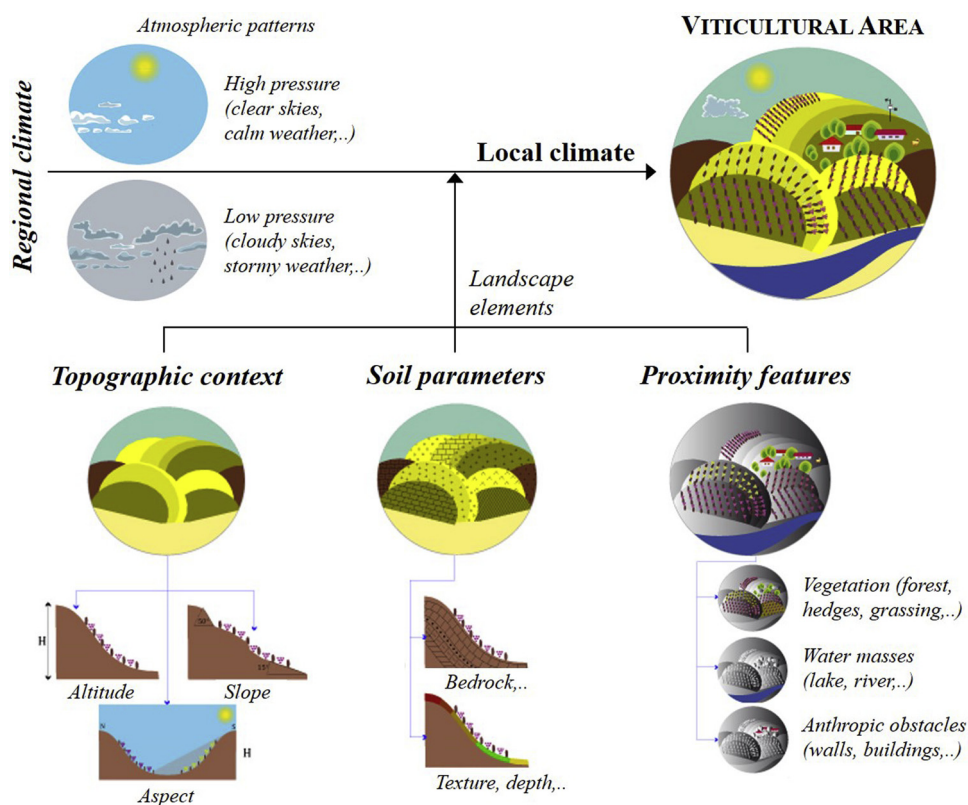 Atmospheric patterns
VITICULTURAL AREA
Regional climate
High pressure
(clear skies,
calm weather,..)
Local climate
Low pressure
(cloudy skies,
stormy weather,..)
Landscape
elements
Topographic context
Soil parameters
Proximity features
H
50°
15°
Altitude
Slope
N
S
H
Aspect
Bedrock,..
Texture, depth,..
Vegetation (forest,
hedges, grassing,..)
Water masses
(lake, river,..)
Anthropic obstacles
(walls, buildings,..)